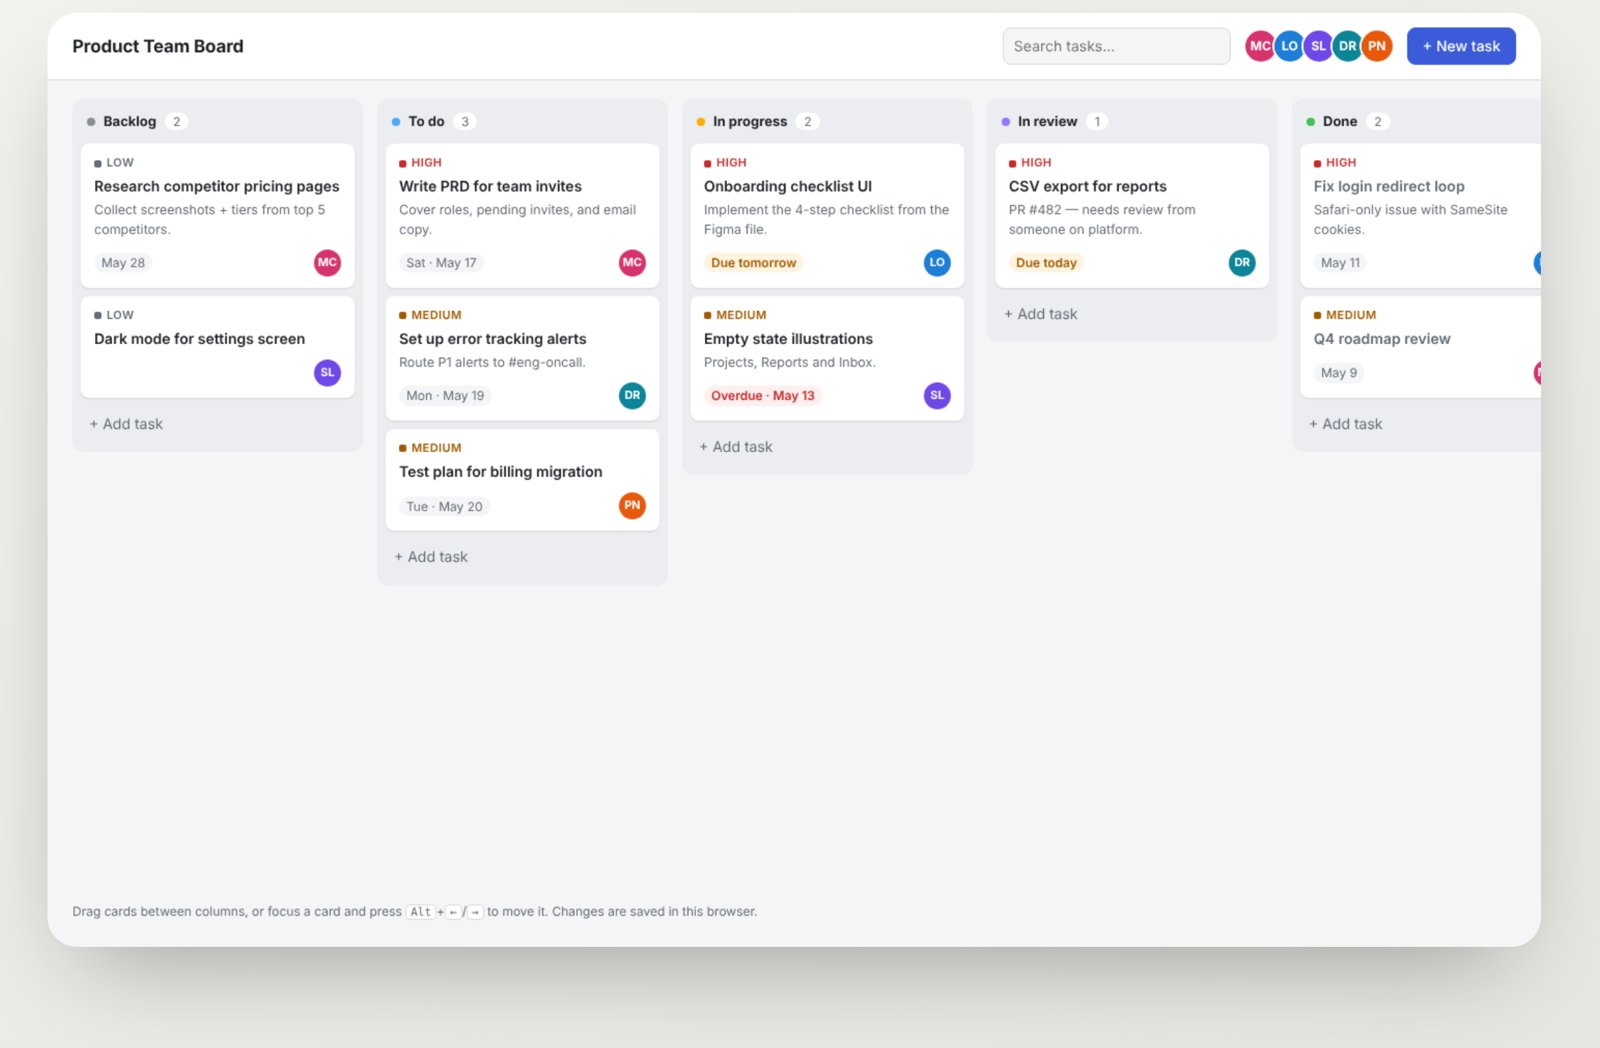 Product Team Board
Search tasks...
MC LO SL DR PN
+ New task
Backlog 2
LOW
Research competitor pricing pages
Collect screenshots + tiers from top 5
competitors.
May 28
MC
LOW
Dark mode for settings screen
SL
+ Add task
To do 3
HIGH
Write PRD for team invites
Cover roles, pending invites, and email
copy.
Sat · May 17
MC
MEDIUM
Set up error tracking alerts
Route P1 alerts to #eng-oncall.
Mon · May 19
DR
MEDIUM
Test plan for billing migration
Tue · May 20
PN
+ Add task
In progress 2
HIGH
Onboarding checklist UI
Implement the 4-step checklist from the
Figma file.
Due tomorrow
LO
MEDIUM
Empty state illustrations
Projects, Reports and Inbox.
Overdue · May 13
SL
+ Add task
In review 1
HIGH
CSV export for reports
PR #482 — needs review from
someone on platform.
Due today
DR
+ Add task
Done 2
HIGH
Fix login redirect loop
Safari-only issue with SameSite
cookies.
May 11
MEDIUM
Q4 roadmap review
May 9
+ Add task
Drag cards between columns, or focus a card and press Alt+←/→ to move it. Changes are saved in this browser.